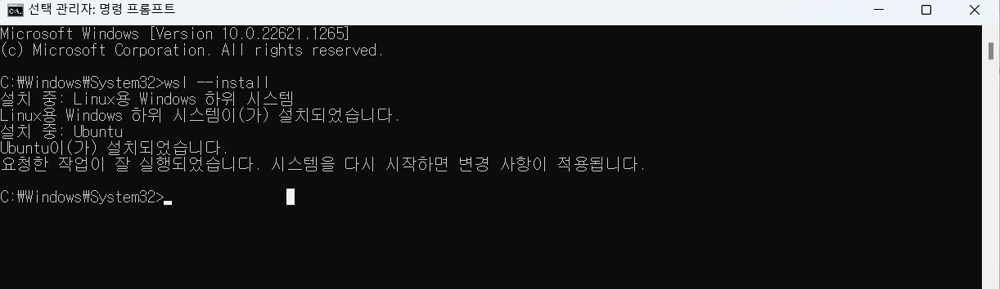 선택 관리자: 명령 프롬프트
Microsoft Windows [Version 10.0.22621.1265]
(c) Microsoft Corporation. All rights reserved.
C:₩Windows₩System32>wsl --install
설치 중: Linux용 Windows 하위 시스템
Linux용 Windows 하위 시스템이(가) 설치되었습니다.
설치 중: Ubuntu
Ubuntu이(가) 설치되었습니다.
요청한 작업이 잘 실행되었습니다. 시스템을 다시 시작하면 변경 사항이 적용됩니다.
C:₩Windows₩System32>